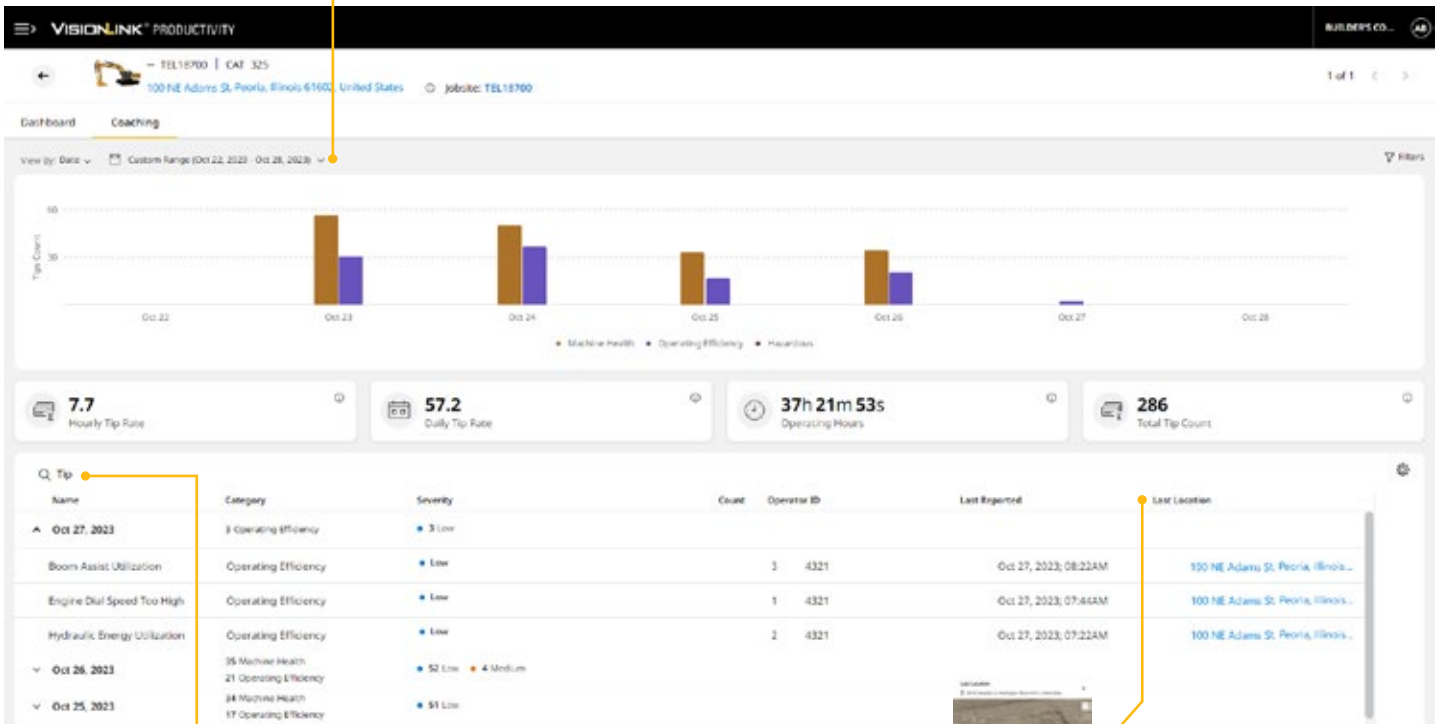 VISIONLINK® PRODUCTIVITY
BUILDER'S CO... AB
— TEL18700 | CAT 325
100 NE Adams St, Peoria, Illinois 61602, United States Jobsite: TEL18700
1 of 1
Dashboard Coaching
View By: Date Custom Range (Oct 22, 2023 - Oct 28, 2023)
Filters
60
30
Tips Count
Oct 22 Oct 23 Oct 24 Oct 25 Oct 26 Oct 27 Oct 28
Machine Health Operating Efficiency Hazardous
7.7
Hourly Tip Rate
57.2
Daily Tip Rate
37h 21m 53s
Operating Hours
286
Total Tip Count
Tip
Name Category Severity Count Operator ID Last Reported Last Location
Oct 27, 2023 3 Operating Efficiency 3 Low
Boom Assist Utilization Operating Efficiency Low 3 4321 Oct 27, 2023; 08:22AM 100 NE Adams St, Peoria, Illinois...
Engine Dial Speed Too High Operating Efficiency Low 1 4321 Oct 27, 2023; 07:44AM 100 NE Adams St, Peoria, Illinois...
Hydraulic Energy Utilization Operating Efficiency Low 2 4321 Oct 27, 2023; 07:22AM 100 NE Adams St, Peoria, Illinois...
Oct 26, 2023 35 Machine Health 52 Low 4 Medium
21 Operating Efficiency
Oct 25, 2023 34 Machine Health 51 Low
17 Operating Efficiency
Last Location